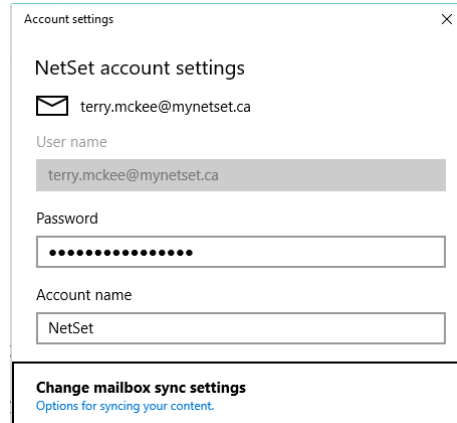 Account settings
NetSet account settings
terry.mckee@mynetset.ca
User name
terry.mckee@mynetset.ca
Password
••••••••••••••••
Account name
NetSet
Change mailbox sync settings
Options for syncing your content.